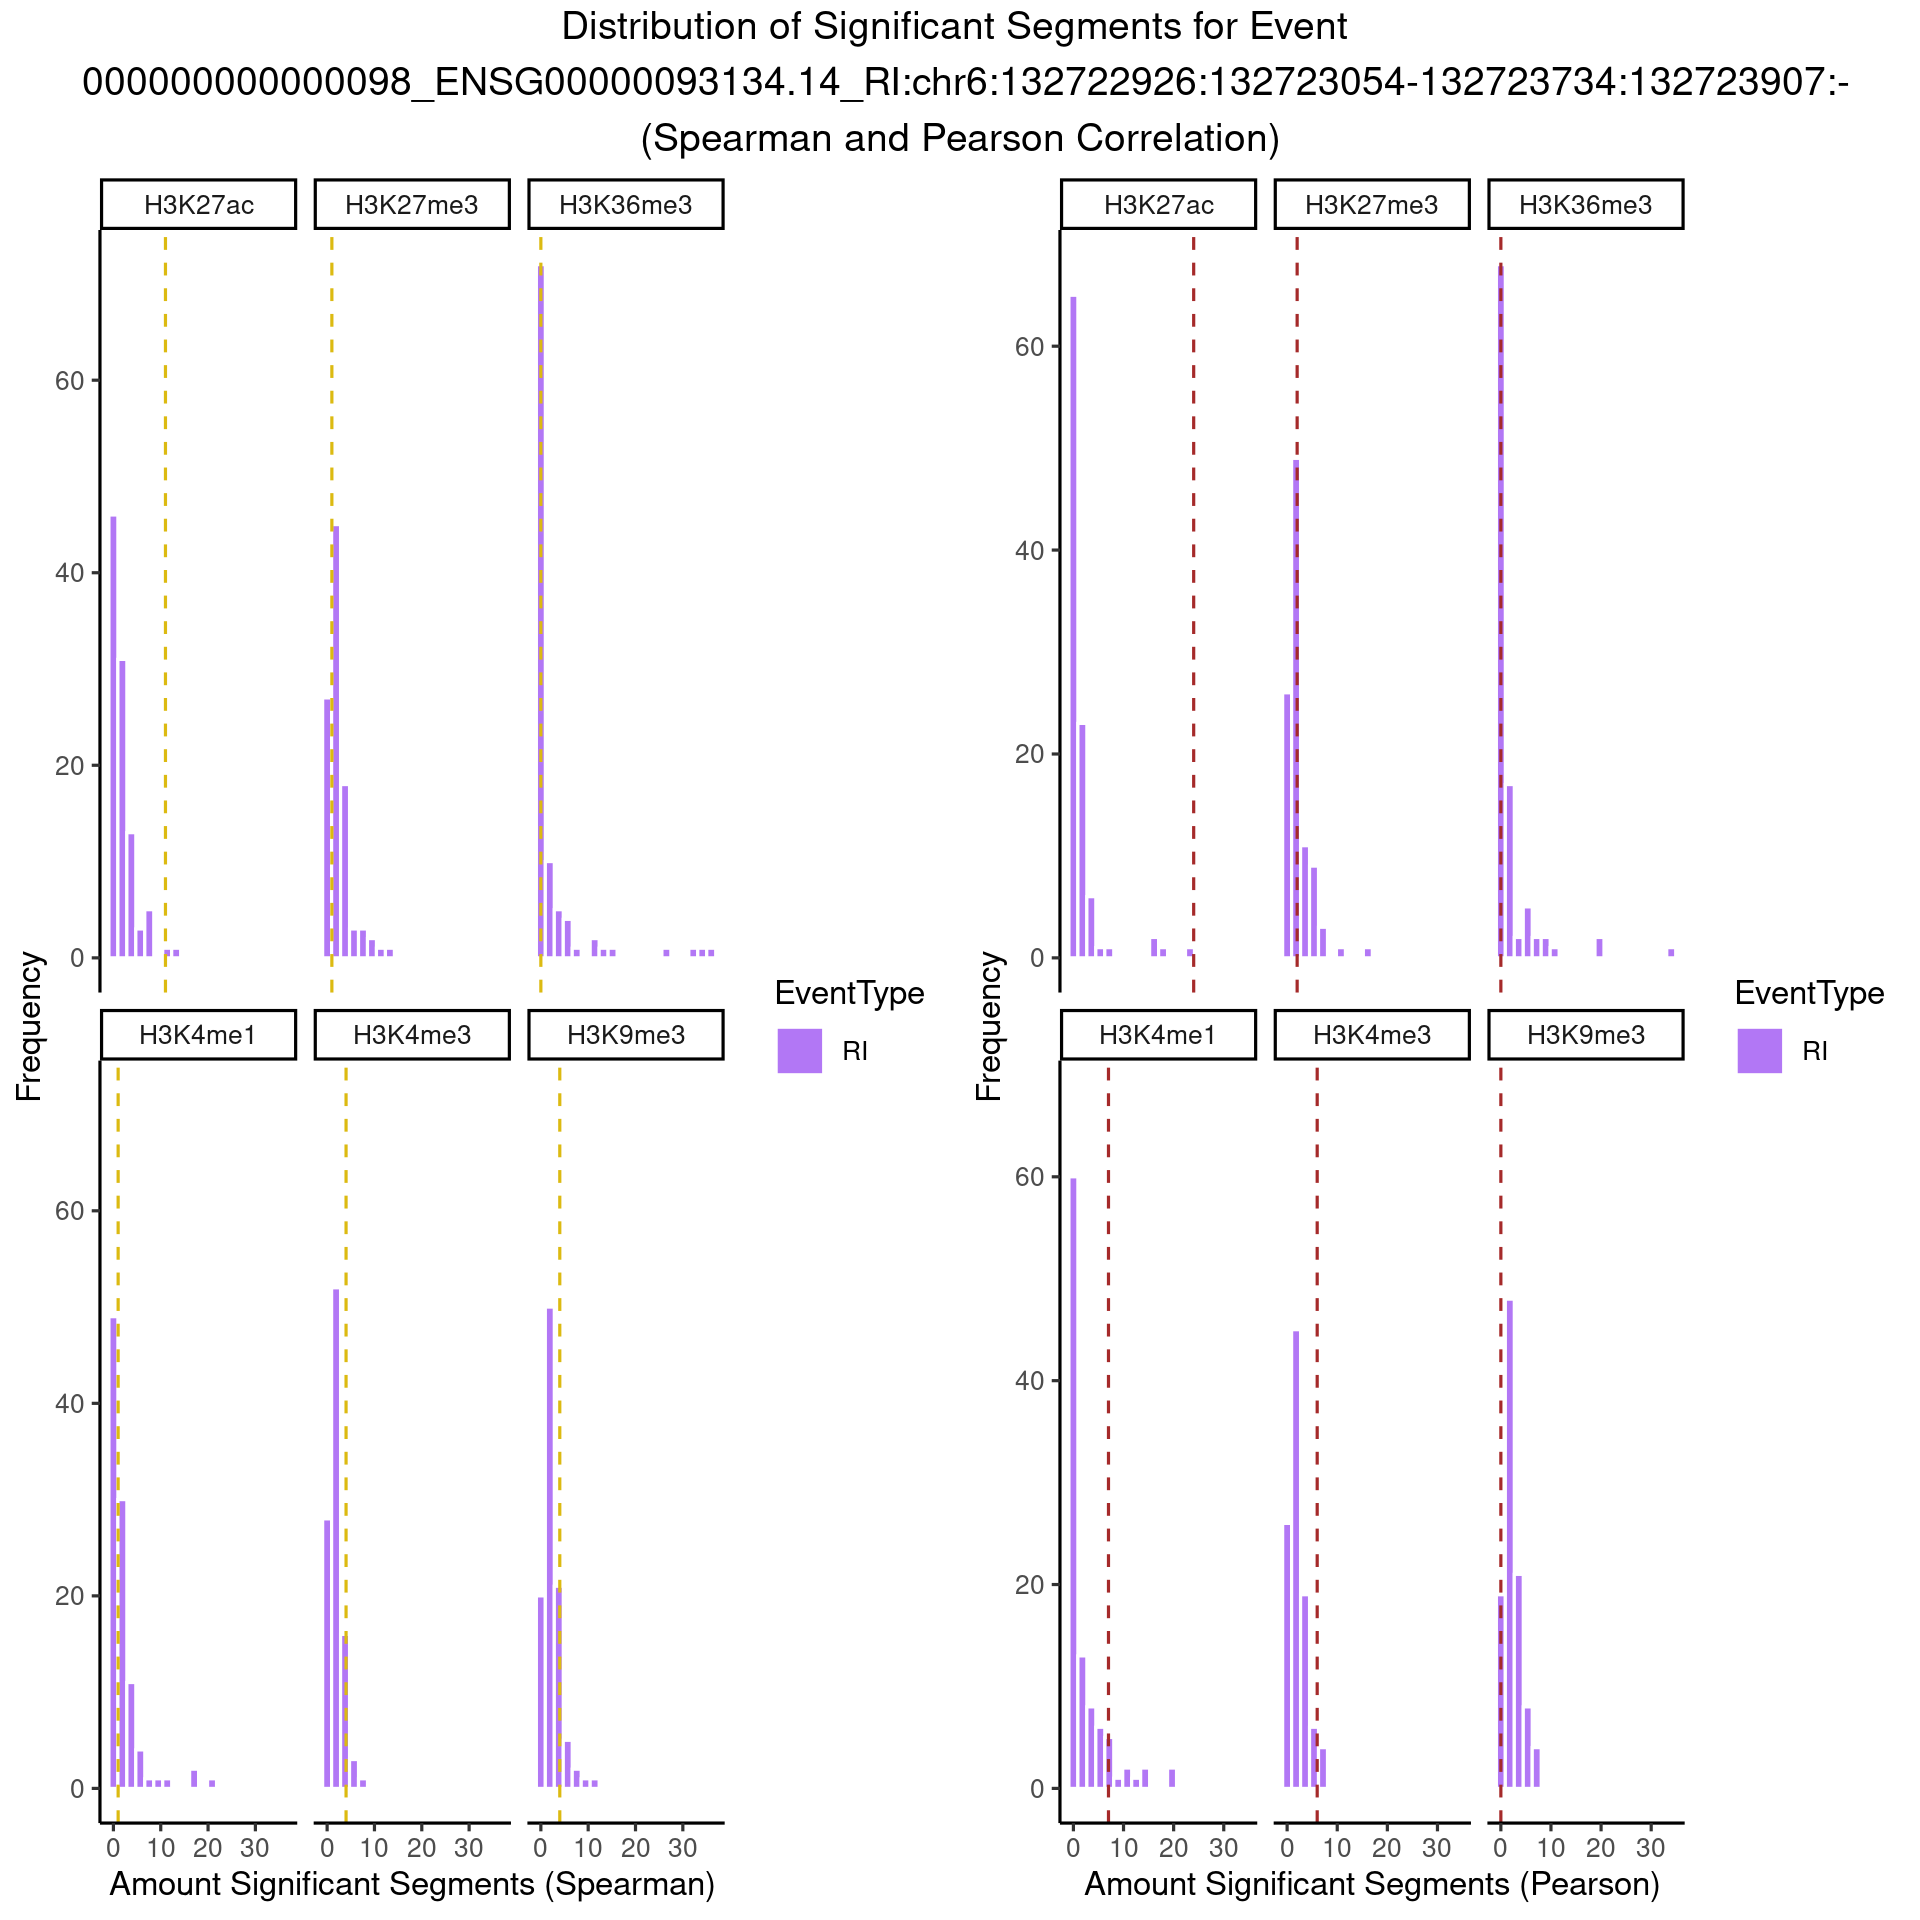 Distribution of Significant Segments for Event
000000000000098_ENSG00000093134.14_RI:chr6:132722926:132723054-132723734:132723907:-
(Spearman and Pearson Correlation)
H3K27ac H3K27me3 H3K36me3
60
40
20
0
H3K4me1 H3K4me3 H3K9me3
60
40
20
0
0 10 20 30 0 10 20 30 0 10 20 30
Amount Significant Segments (Spearman)
Frequency
EventType
RI
H3K27ac H3K27me3 H3K36me3
60
40
20
0
H3K4me1 H3K4me3 H3K9me3
60
40
20
0
0 10 20 30 0 10 20 30 0 10 20 30
Amount Significant Segments (Pearson)
Frequency
EventType
RI